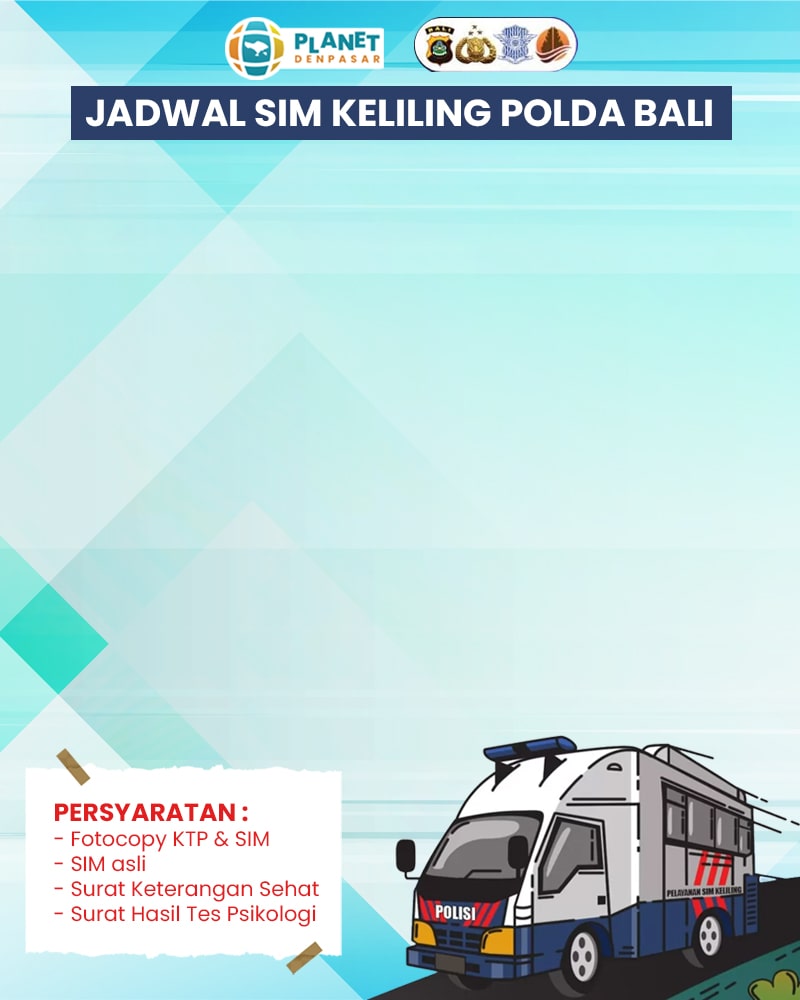 PLANET
DENPASAR
BALI
JADWAL SIM KELILING POLDA BALI
PERSYARATAN :
- Fotocopy KTP & SIM
- SIM asli
- Surat Keterangan Sehat
- Surat Hasil Tes Psikologi
POLISI
PELAYANAN SIM KELILING